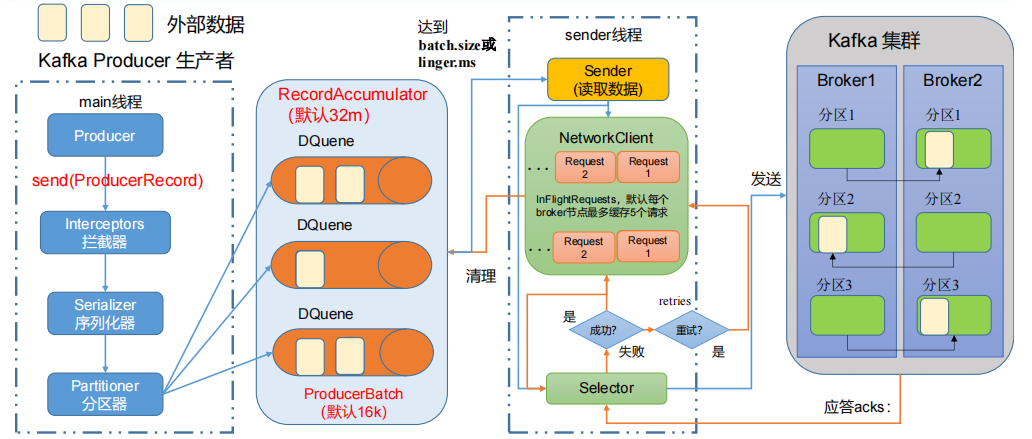 外部数据
Kafka Producer 生产者
main线程
Producer
send(ProducerRecord)
Interceptors
拦截器
Serializer
序列化器
Partitioner
分区器
RecordAccumulator
(默认32m)
DQuene
DQuene
DQuene
ProducerBatch
(默认16k)
达到
batch.size或
linger.ms
sender线程
Sender
(读取数据)
NetworkClient
...
Request
2
Request
1
InFlightRequests，默认每个
broker节点最多缓存5个请求
...
Request
2
Request
1
清理
是
成功?
失败
retries
重试?
是
Selector
发送
Kafka 集群
Broker1
Broker2
分区1
分区1
分区2
分区2
分区3
分区3
应答acks：